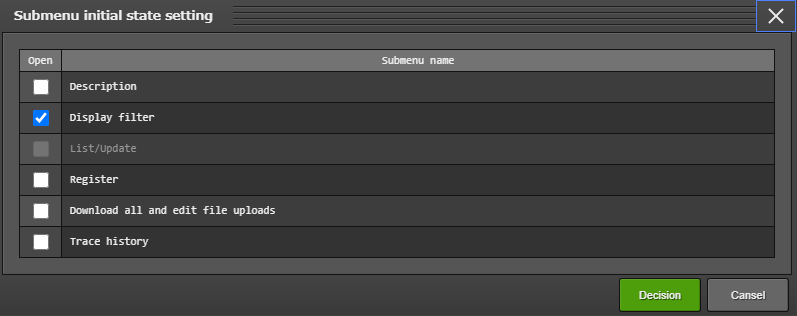 Submenu initial state setting
Open Submenu name
Description
Display filter
List/Update
Register
Download all and edit file uploads
Trace history
Decision Cansel